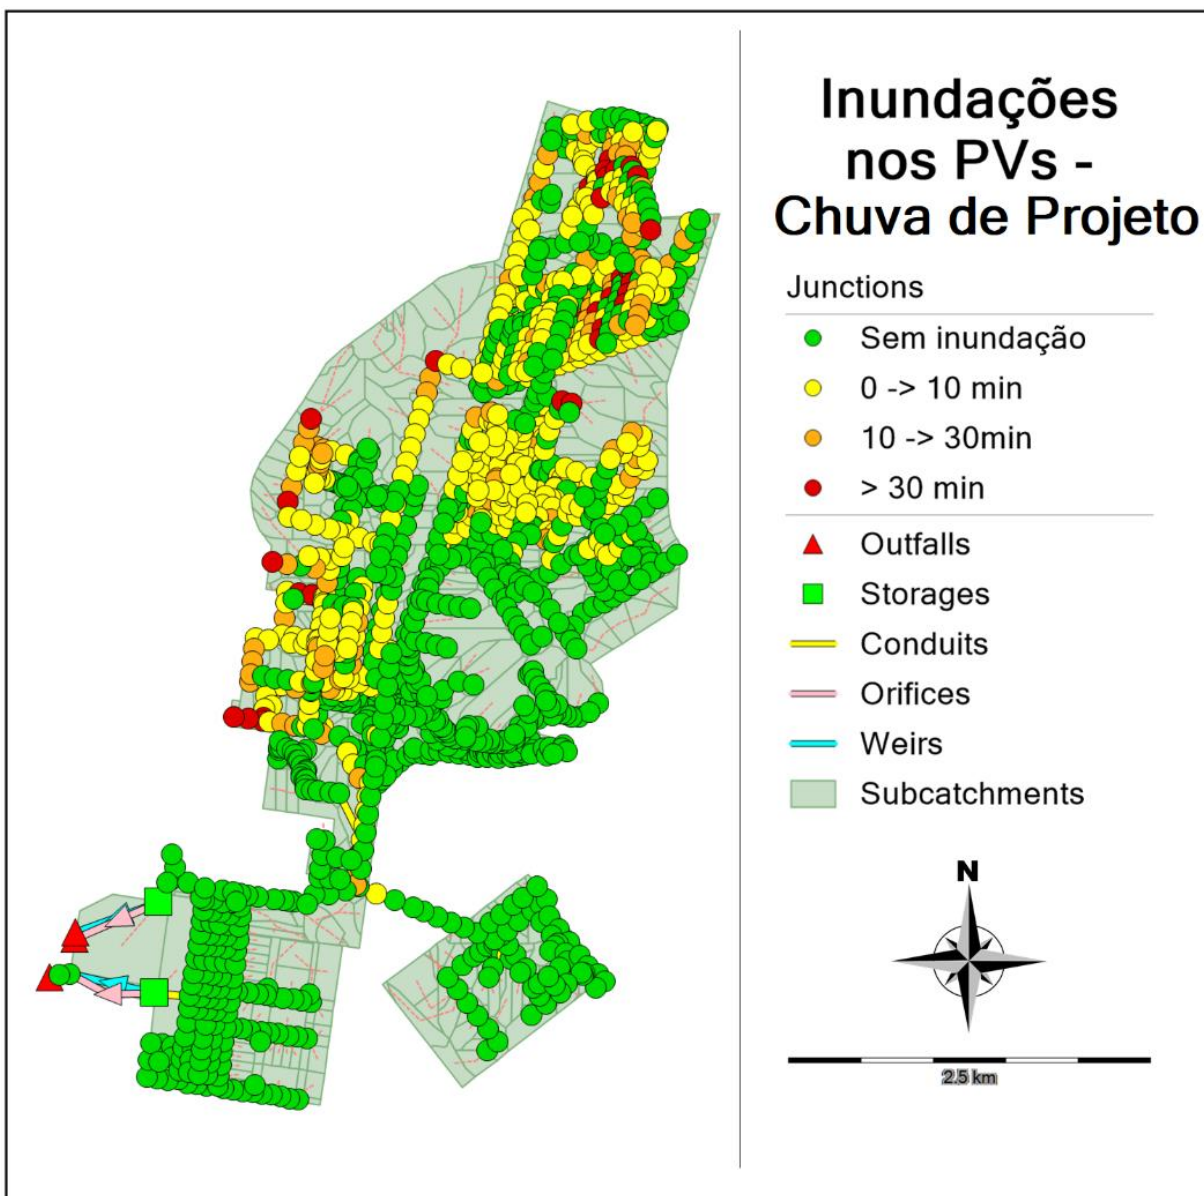 Inundações
nos PVs -
Chuva de Projeto
Junctions
Sem inundação
0 -> 10 min
10 -> 30min
> 30 min
Outfalls
Storages
Conduits
Orifices
Weirs
Subcatchments
N
2.5 km